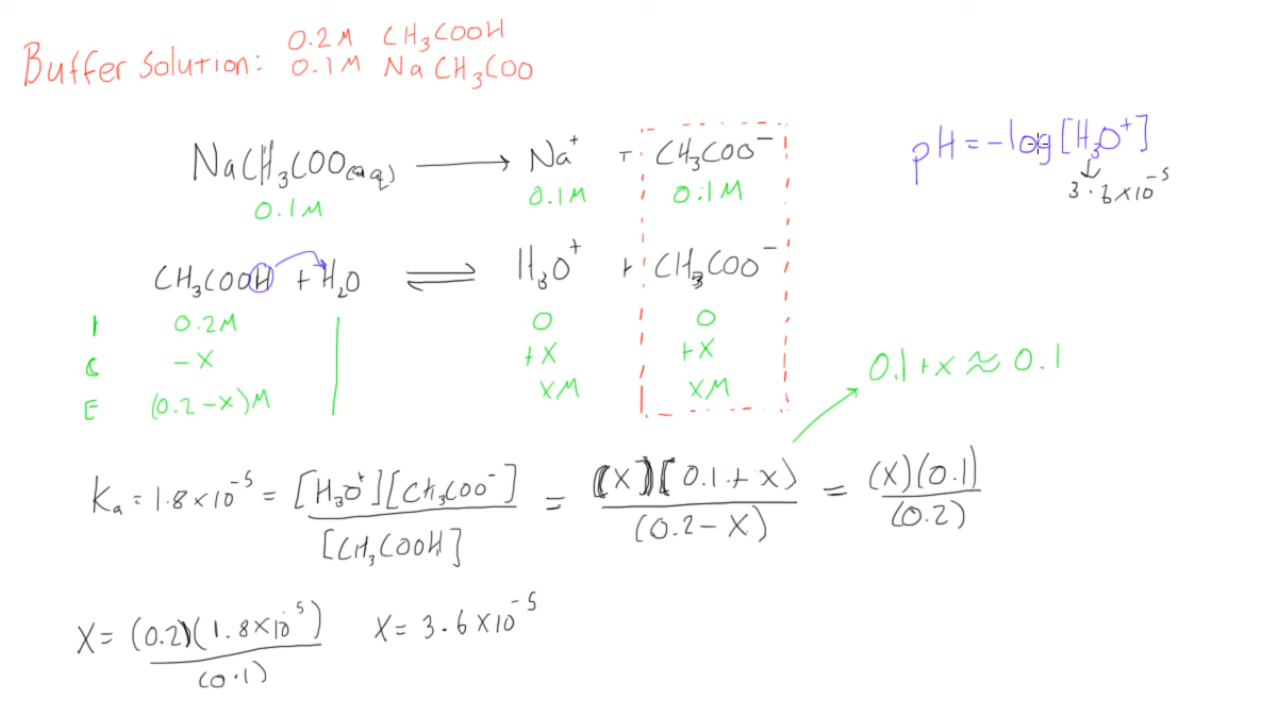 Buffer Solution: 0.2M CH₃COOH
0.1M NaCH₃COO
NaCH₃COO(aq) ⟶ Na⁺ + CH₃COO⁻
0.1M 0.1M 0.1M
pH = -log[H₃O⁺]
3.6×10⁻⁵
CH₃COOH + H₂O ⇌ H₃O⁺ + CH₃COO⁻
I 0.2M 0 0
C -X +X +X
E (0.2-X)M XM XM
0.1+X ≈ 0.1
Ka = 1.8×10⁻⁵ = [H₃O⁺][CH₃COO⁻] / [CH₃COOH] = (X)(0.1+X) / (0.2-X) = (X)(0.1) / (0.2)
X = (0.2)(1.8×10⁻⁵) / (0.1) X = 3.6×10⁻⁵